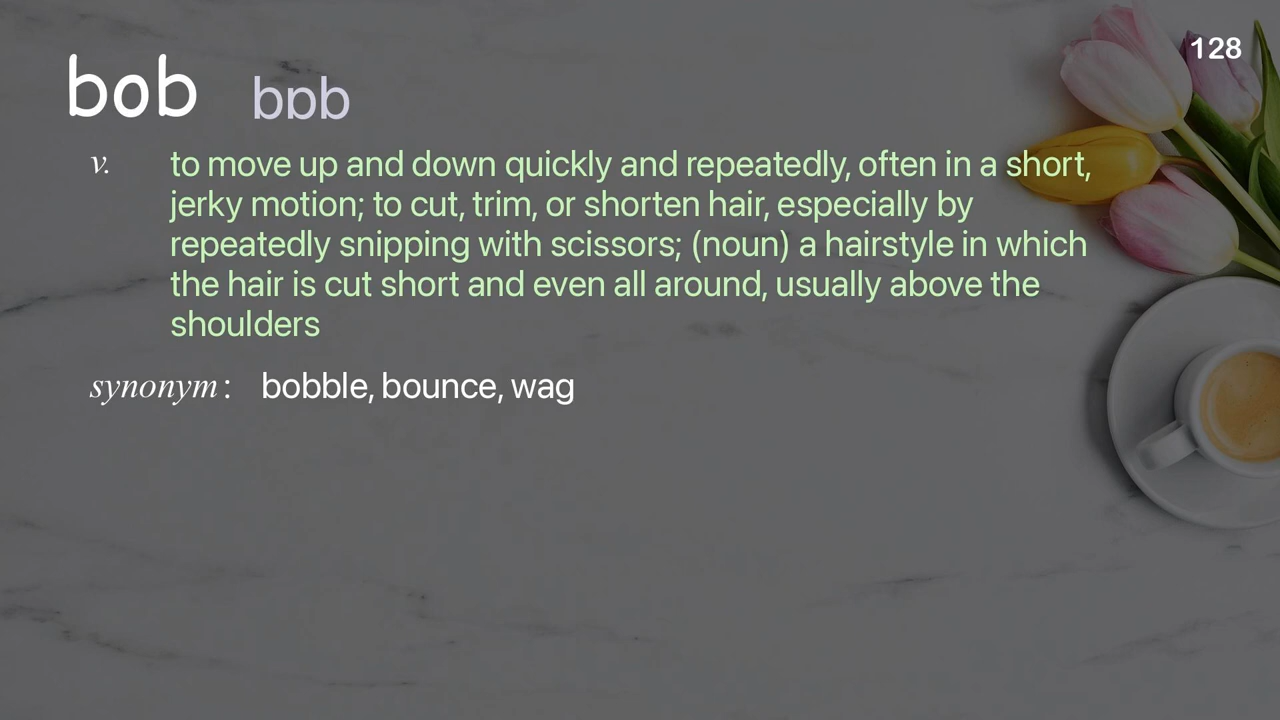 128
bob bɒb
v. to move up and down quickly and repeatedly, often in a short,
jerky motion; to cut, trim, or shorten hair, especially by
repeatedly snipping with scissors; (noun) a hairstyle in which
the hair is cut short and even all around, usually above the
shoulders
synonym : bobble, bounce, wag